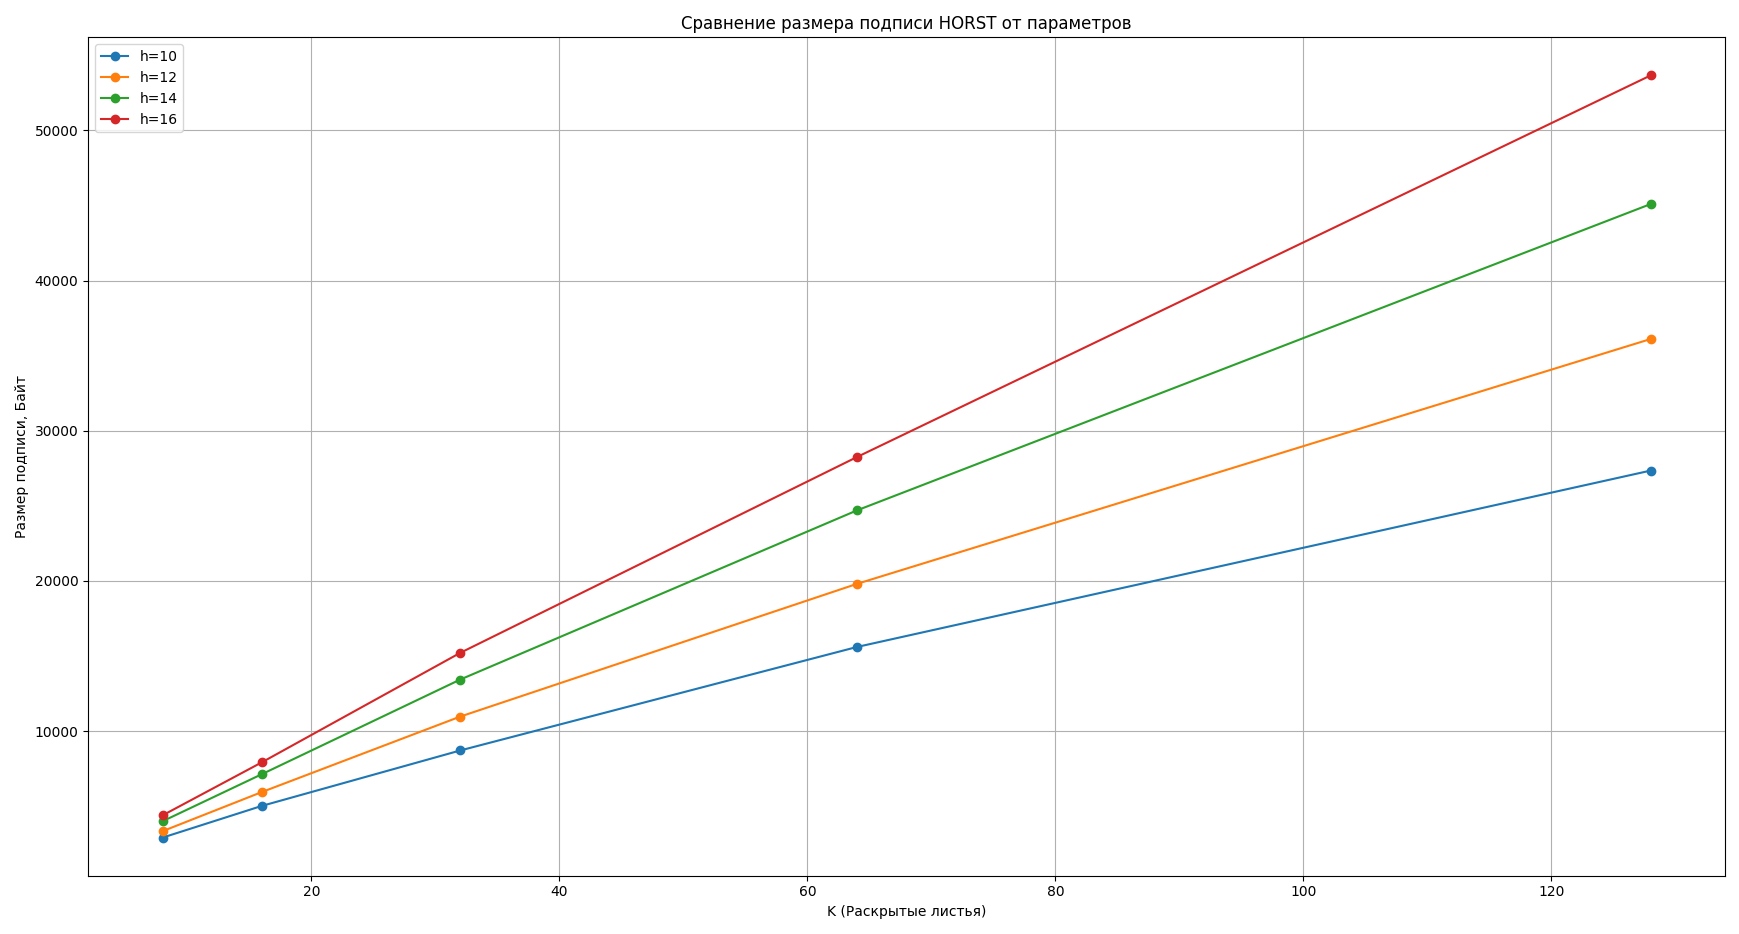 Сравнение размера подписи HORST от параметров
h=10
h=12
h=14
h=16
50000
40000
30000
20000
10000
Размер подписи, Байт
20 40 60 80 100 120
K (Раскрытые листья)